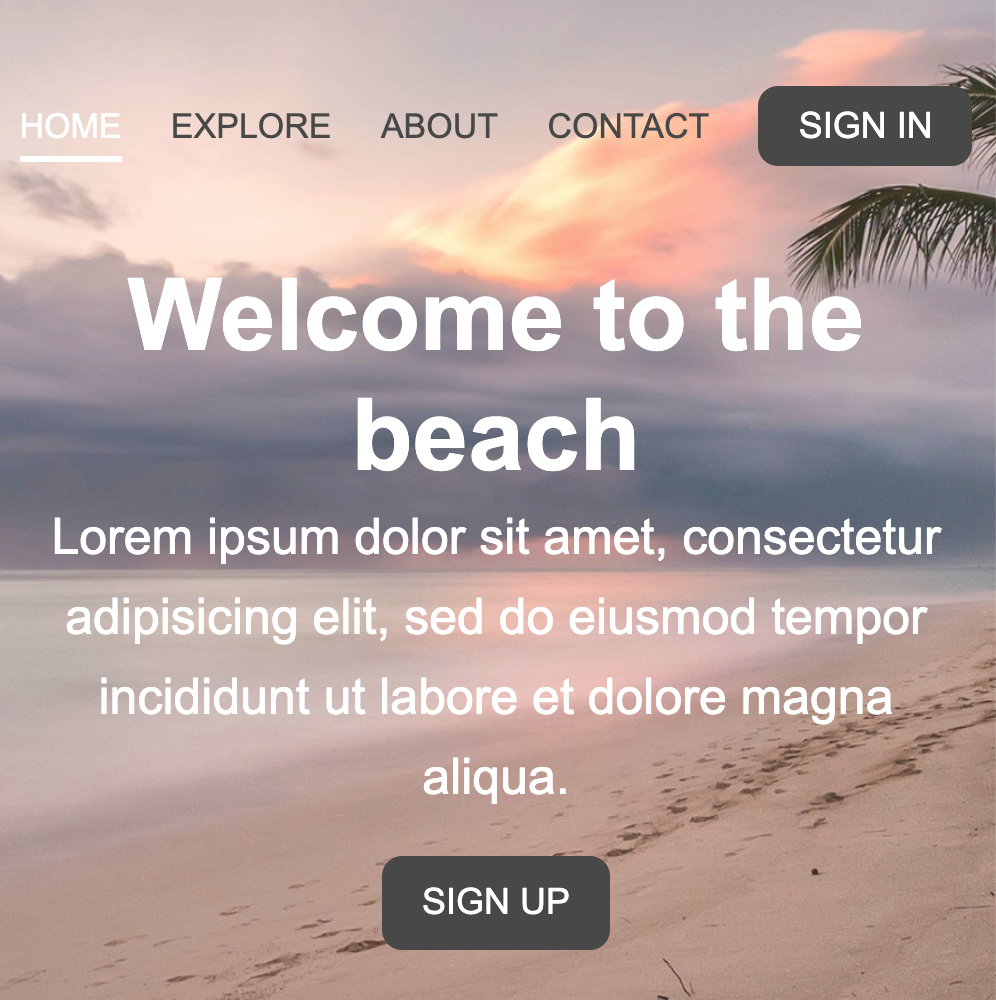 HOME EXPLORE ABOUT CONTACT SIGN IN
Welcome to the
beach
Lorem ipsum dolor sit amet, consectetur
adipisicing elit, sed do eiusmod tempor
incididunt ut labore et dolore magna
aliqua.
SIGN UP